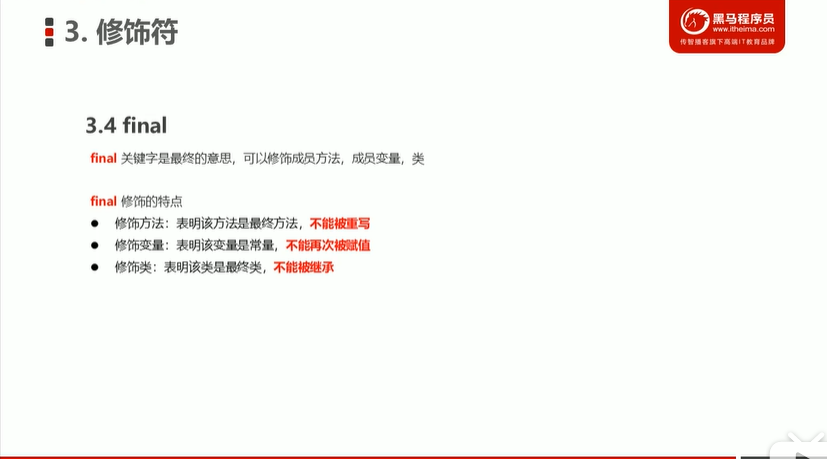 3. 修饰符
黑马程序员
www.itheima.com
传智播客旗下高端IT教育品牌
3.4 final
final 关键字是最终的意思，可以修饰成员方法，成员变量，类
final 修饰的特点
● 修饰方法：表明该方法是最终方法，不能被重写
● 修饰变量：表明该变量是常量，不能再次被赋值
● 修饰类：表明该类是最终类，不能被继承